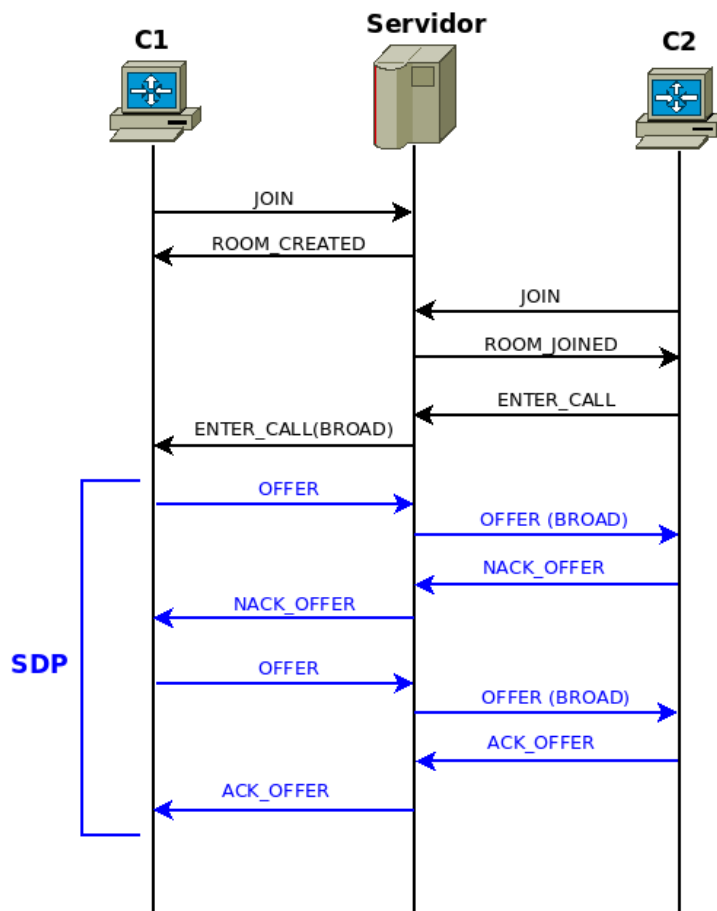 Servidor
C1
C2
JOIN
ROOM_CREATED
JOIN
ROOM_JOINED
ENTER_CALL
ENTER_CALL(BROAD)
OFFER
OFFER (BROAD)
NACK_OFFER
NACK_OFFER
SDP
OFFER
OFFER (BROAD)
ACK_OFFER
ACK_OFFER